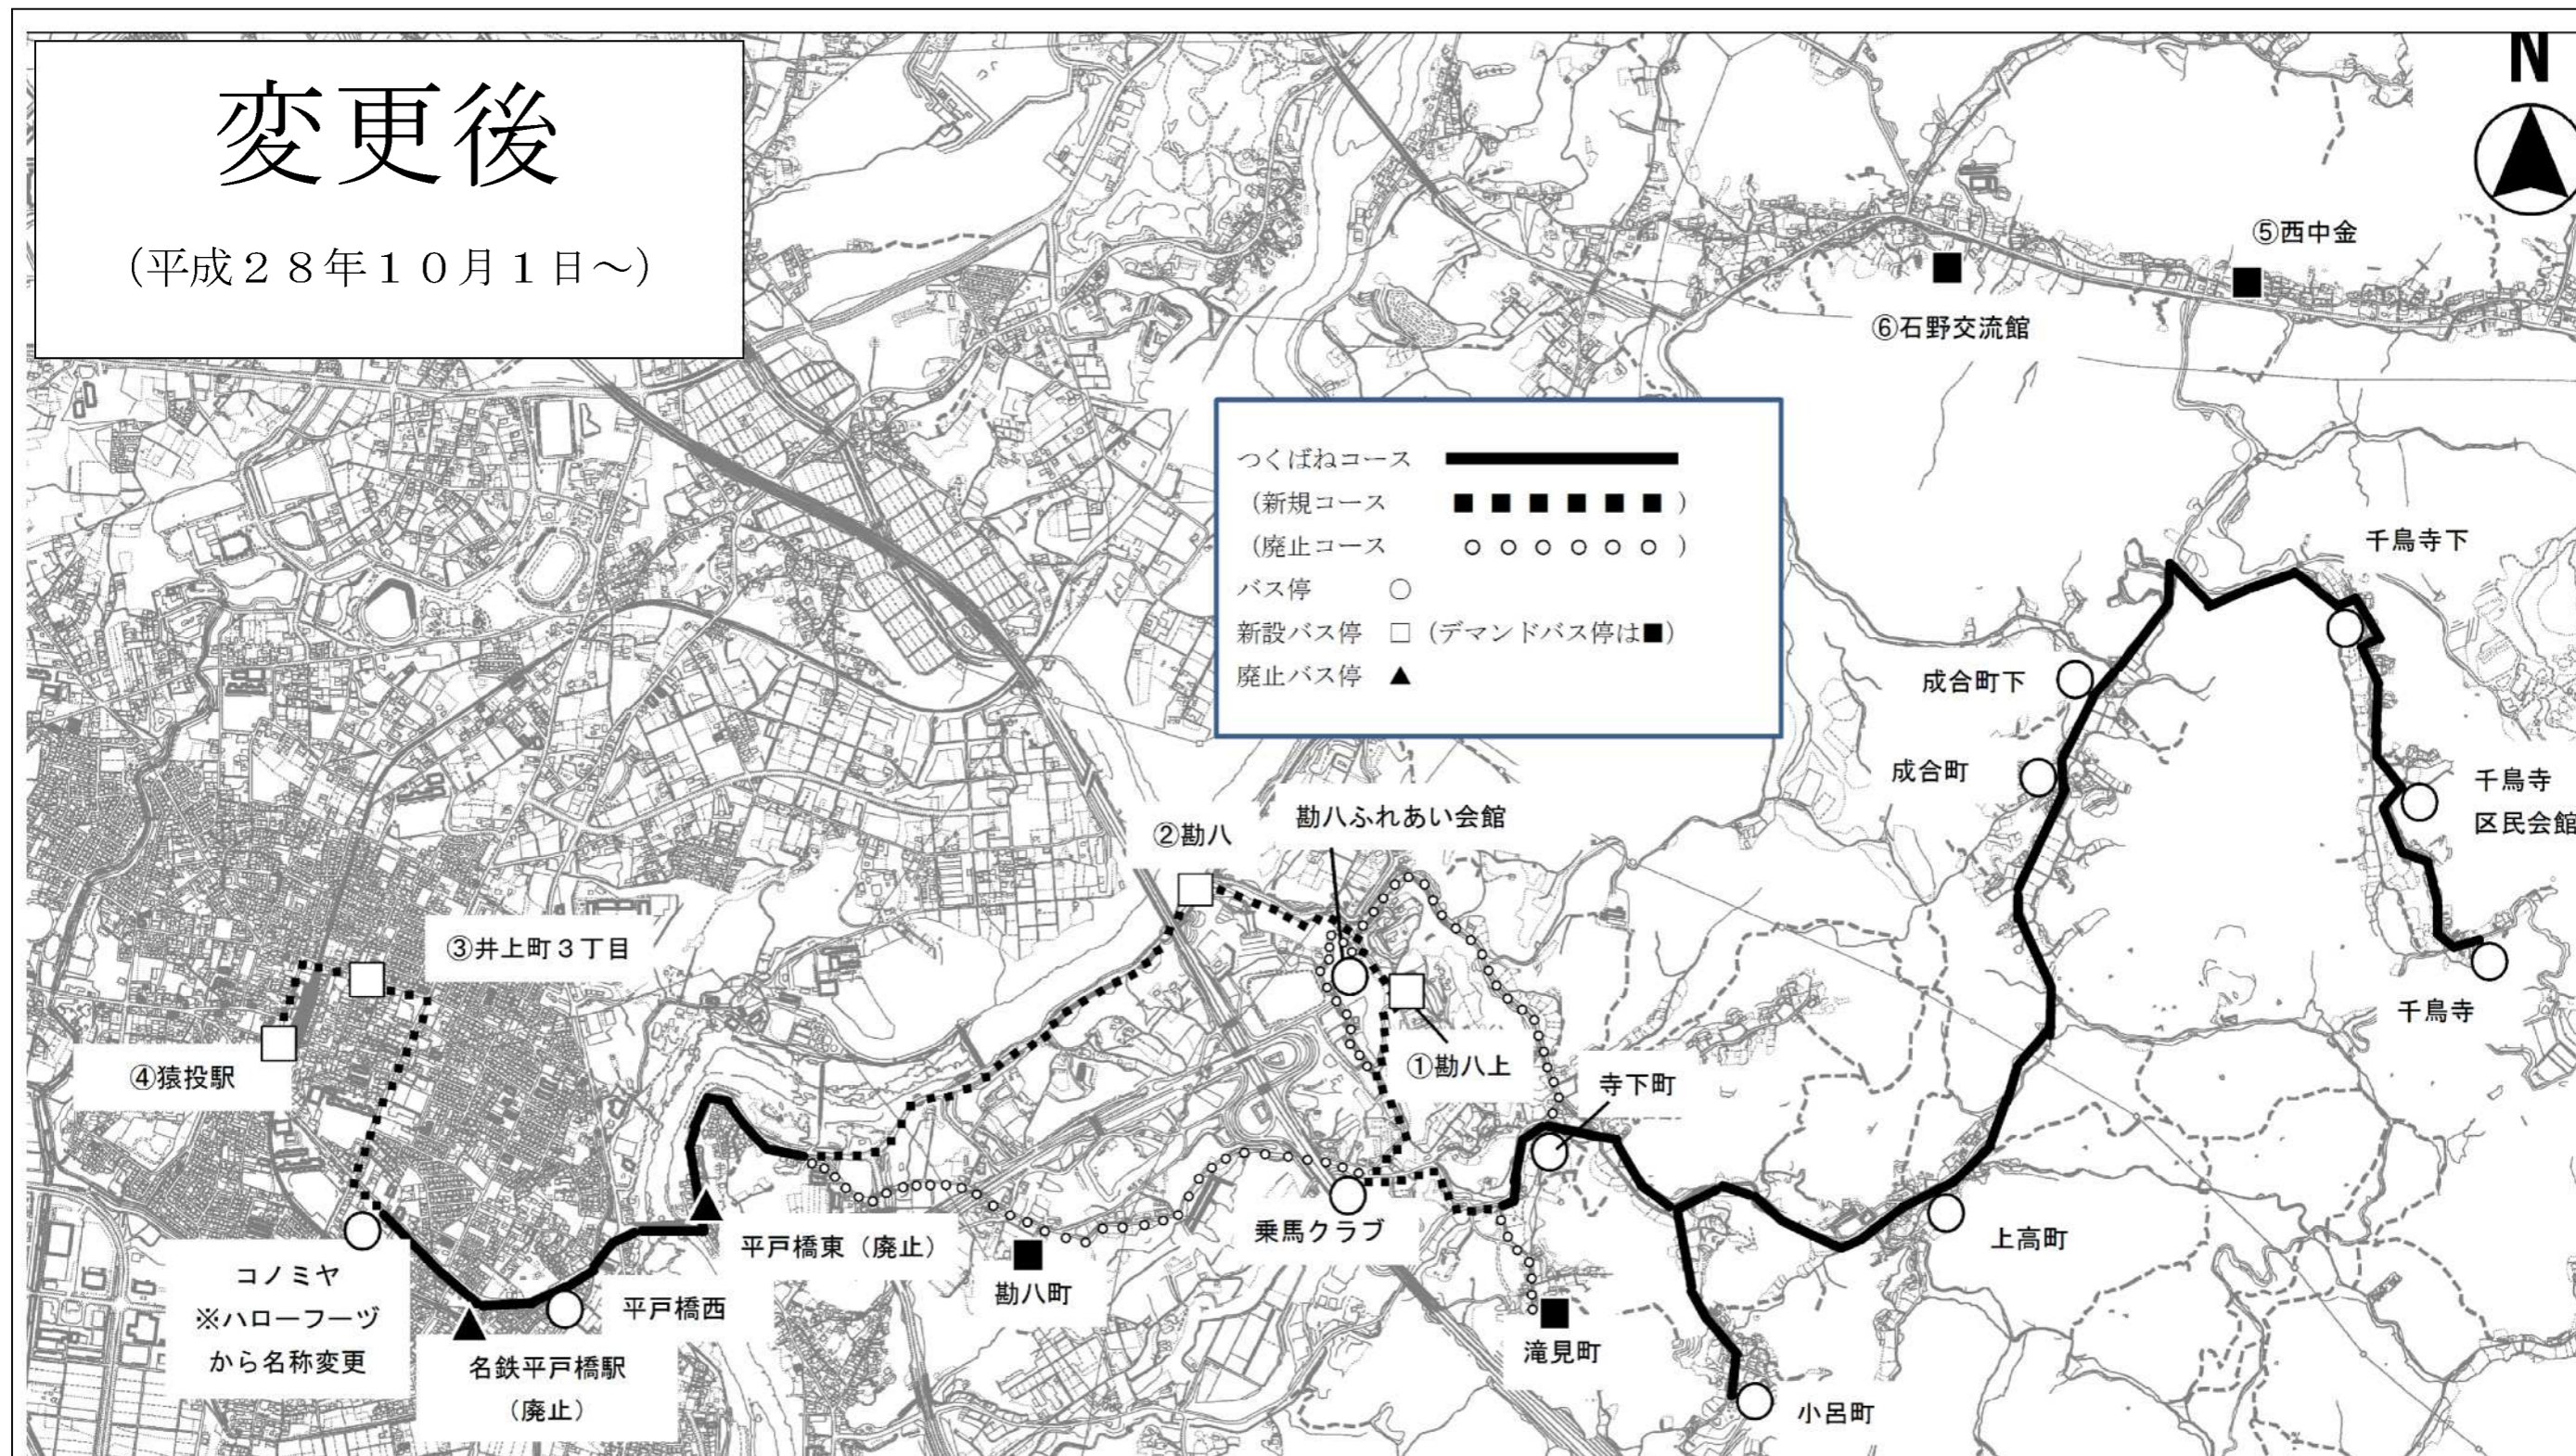 変更後
(平成２８年１０月１日～)
N
⑤西中金
⑥石野交流館
つくばねコース
(新規コース ■ ■ ■ ■ ■ ■ )
(廃止コース ○ ○ ○ ○ ○ ○ )
バス停 ○
新設バス停 □ (デマンドバス停は■)
廃止バス停 ▲
千鳥寺下
成合町下
成合町
千鳥寺
区民会館
千鳥寺
②勘八
勘八ふれあい会館
③井上町３丁目
①勘八上
④猿投駅
寺下町
上高町
乗馬クラブ
平戸橋東（廃止）
勘八町
コノミヤ
※ハローフーヅ
から名称変更
平戸橋西
名鉄平戸橋駅
（廃止）
滝見町
小呂町